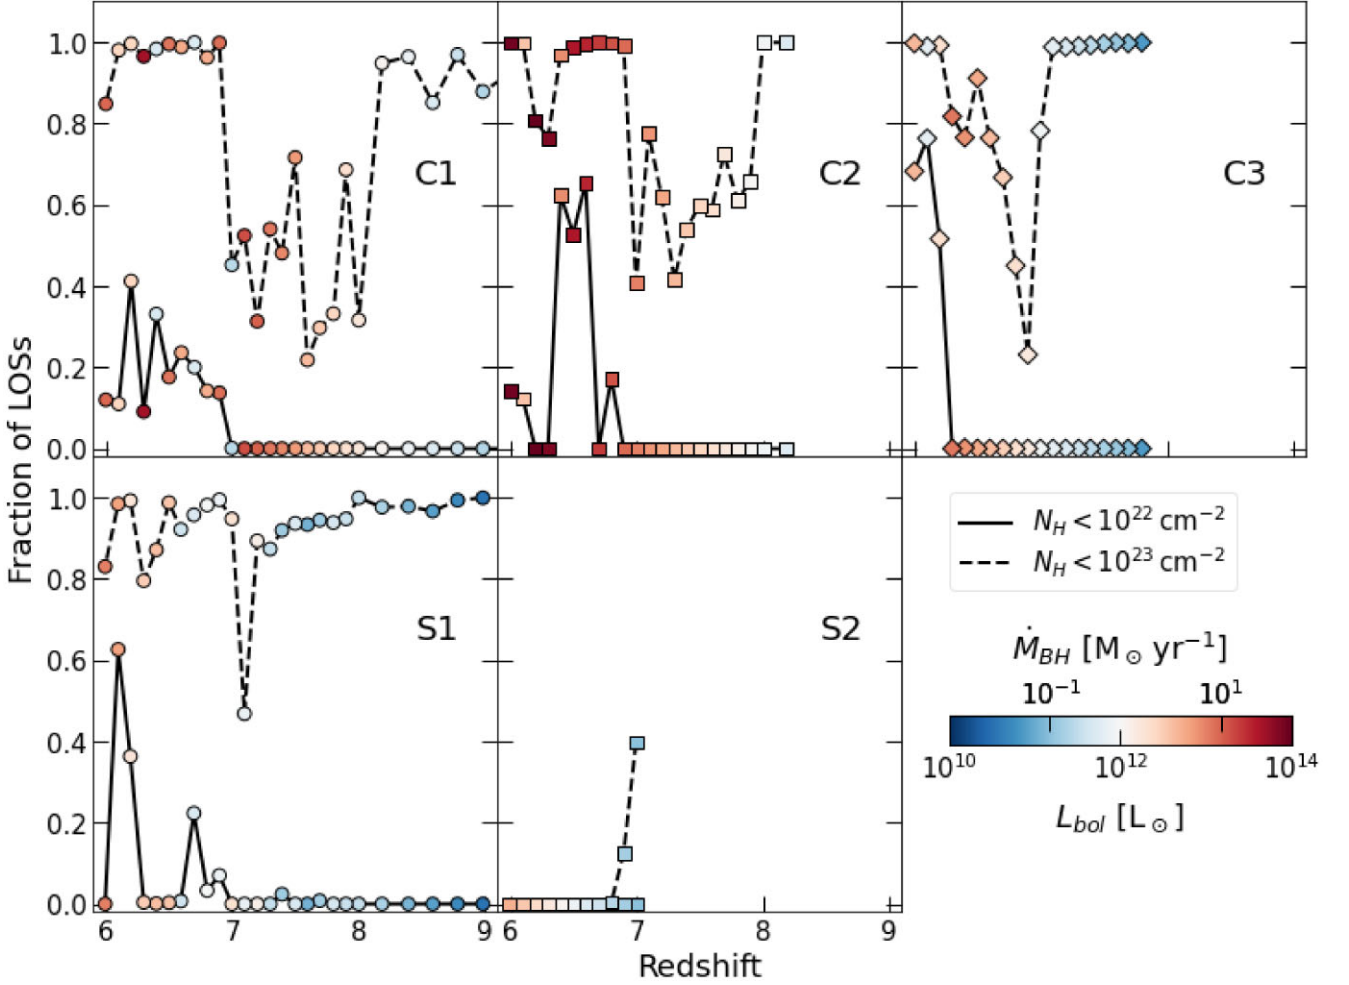 1.0
0.8
0.6
0.4
0.2
0.0
C1
C2
C3
Fraction of LOSs
1.0
0.8
0.6
0.4
0.2
0.0
S1
S2
6 7 8 9
6 7 8 9
Redshift
N_H < 10^22 cm^−2
N_H < 10^23 cm^−2
Ṁ_BH [M_⊙ yr^−1]
10^−1 10^1
10^10 10^12 10^14
L_bol [L_⊙]